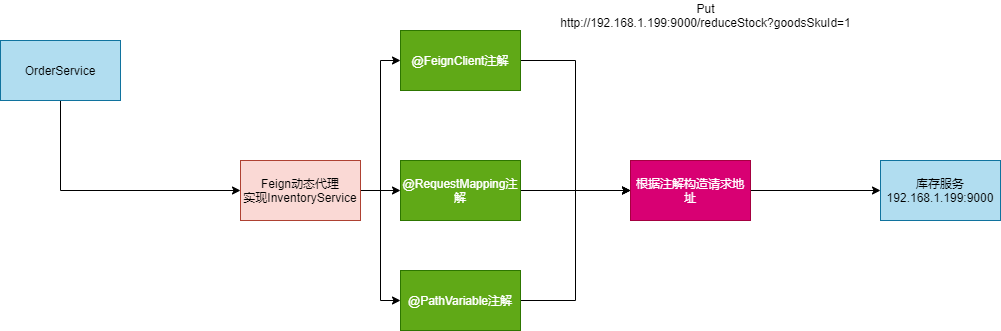 Put
http://192.168.1.199:9000/reduceStock?goodsSkuId=1
OrderService
@FeignClient注解
Feign动态代理
实现InventoryService
@RequestMapping注
解
根据注解构造请求地
址
库存服务
192.168.1.199:9000
@PathVariable注解